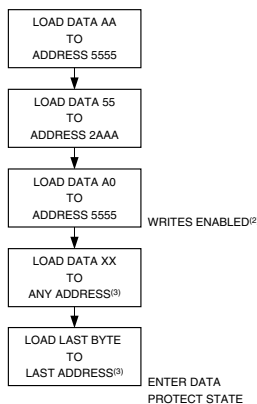 LOAD DATA AA
TO
ADDRESS 5555
LOAD DATA 55
TO
ADDRESS 2AAA
LOAD DATA A0
TO
ADDRESS 5555
WRITES ENABLED(2
LOAD DATA XX
TO
ANY ADDRESS(3)
LOAD LAST BYTE
TO
LAST ADDRESS(3)
ENTER DATA
PROTECT STATE